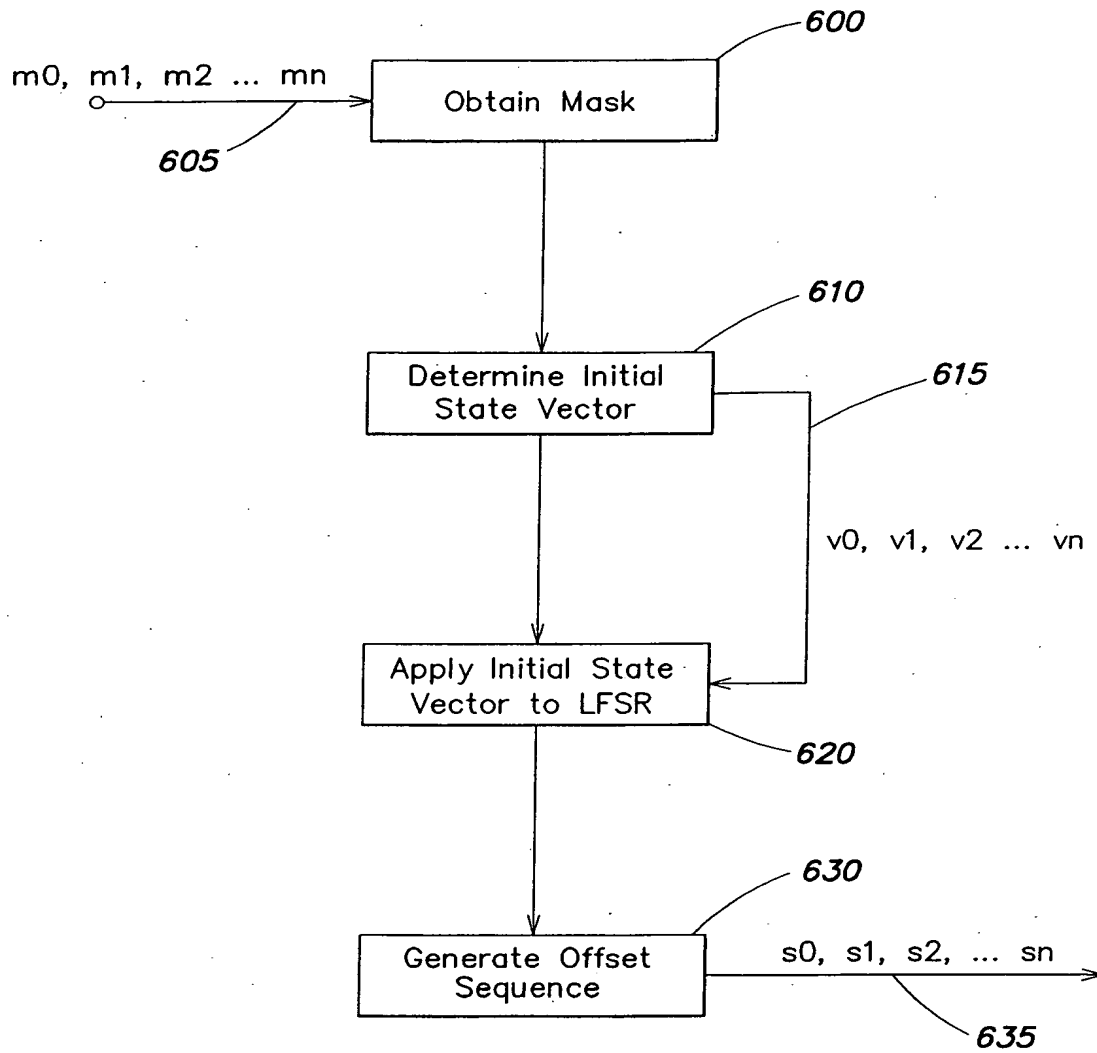 600
m0, m1, m2 ... mn
Obtain Mask
605
610
Determine Initial
State Vector
615
v0, v1, v2 ... vn
Apply Initial State
Vector to LFSR
620
630
Generate Offset
Sequence
s0, s1, s2, ... sn
635